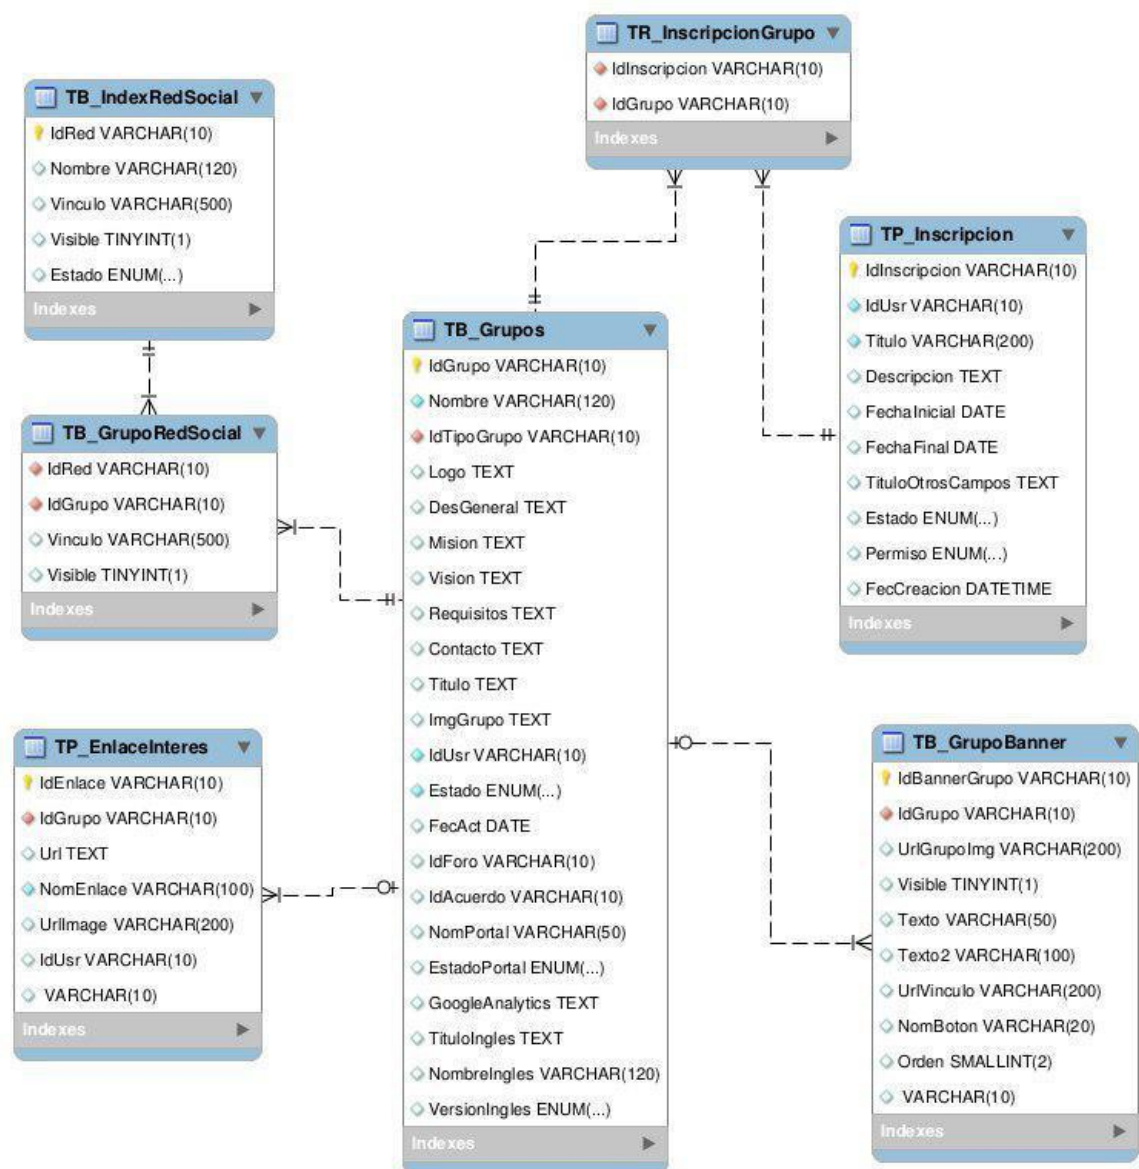 TR_InscripcionGrupo
IdInscripcion VARCHAR(10)
IdGrupo VARCHAR(10)
Indexes
TB_IndexRedSocial
IdRed VARCHAR(10)
Nombre VARCHAR(120)
Vinculo VARCHAR(500)
Visible TINYINT(1)
Estado ENUM(...)
Indexes
TP_Inscripcion
IdInscripcion VARCHAR(10)
IdUsr VARCHAR(10)
Titulo VARCHAR(200)
Descripcion TEXT
FechaInicial DATE
FechaFinal DATE
TituloOtrosCampos TEXT
Estado ENUM(...)
Permiso ENUM(...)
FecCreacion DATETIME
Indexes
TB_Grupos
IdGrupo VARCHAR(10)
Nombre VARCHAR(120)
IdTipoGrupo VARCHAR(10)
Logo TEXT
DesGeneral TEXT
Mision TEXT
Vision TEXT
Requisitos TEXT
Contacto TEXT
Titulo TEXT
ImgGrupo TEXT
IdUsr VARCHAR(10)
Estado ENUM(...)
FecAct DATE
IdForo VARCHAR(10)
IdAcuerdo VARCHAR(10)
NomPortal VARCHAR(50)
EstadoPortal ENUM(...)
GoogleAnalytics TEXT
TituloIngles TEXT
NombreIngles VARCHAR(120)
VersionIngles ENUM(...)
Indexes
TB_GrupoRedSocial
IdRed VARCHAR(10)
IdGrupo VARCHAR(10)
Vinculo VARCHAR(500)
Visible TINYINT(1)
Indexes
TP_EnlaceInteres
IdEnlace VARCHAR(10)
IdGrupo VARCHAR(10)
Url TEXT
NomEnlace VARCHAR(100)
UrlImage VARCHAR(200)
IdUsr VARCHAR(10)
VARCHAR(10)
Indexes
TB_GrupoBanner
IdBannerGrupo VARCHAR(10)
IdGrupo VARCHAR(10)
UrlGrupoImg VARCHAR(200)
Visible TINYINT(1)
Texto VARCHAR(50)
Texto2 VARCHAR(100)
UrlVinculo VARCHAR(200)
NomBoton VARCHAR(20)
Orden SMALLINT(2)
VARCHAR(10)
Indexes